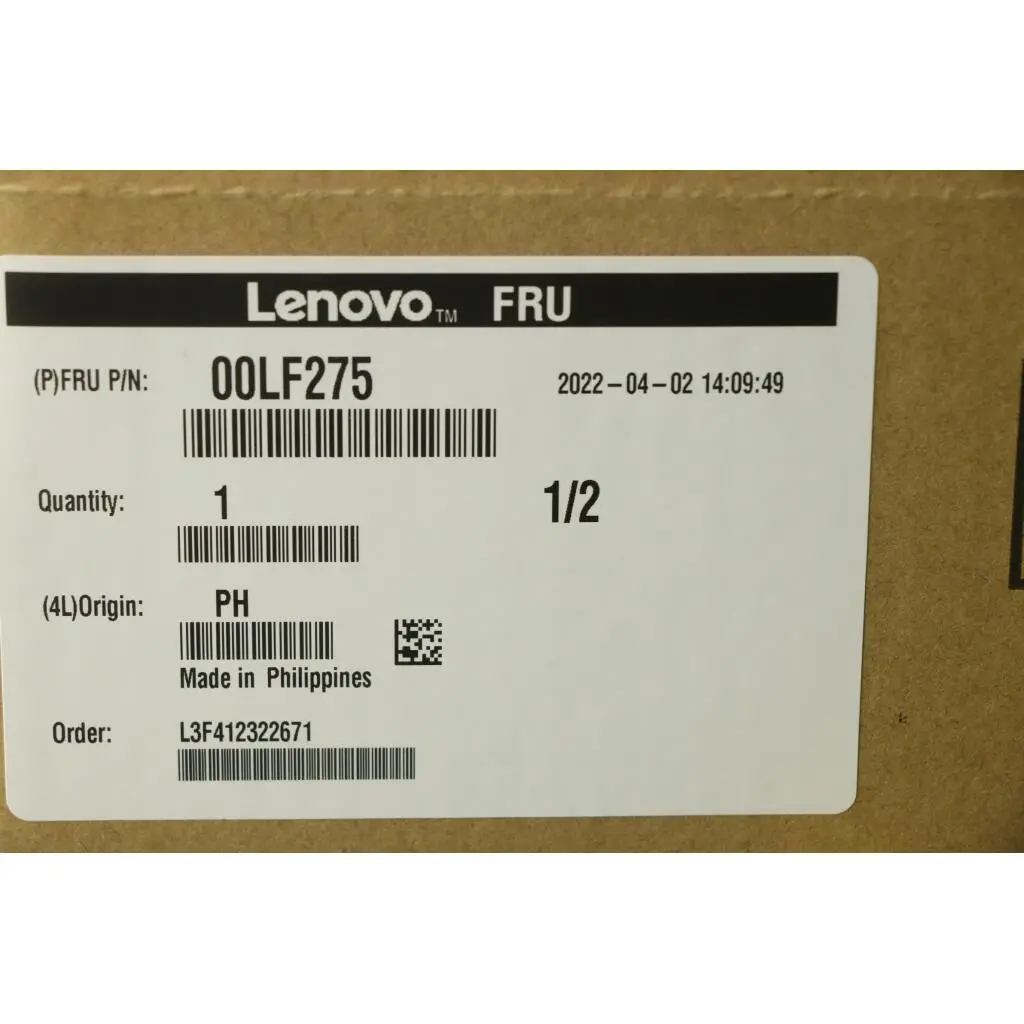 Lenovo™ FRU
(P)FRU P/N: 00LF275 2022-04-02 14:09:49
Quantity: 1 1/2
(4L)Origin: PH
Made in Philippines
Order: L3F412322671